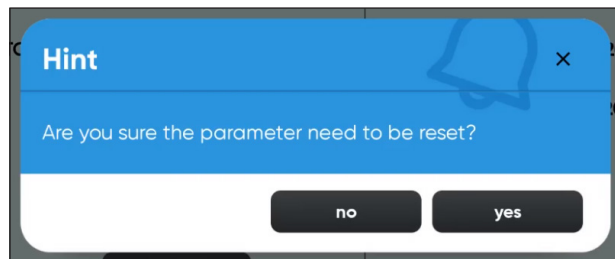 Hint
Are you sure the parameter need to be reset?
no
yes